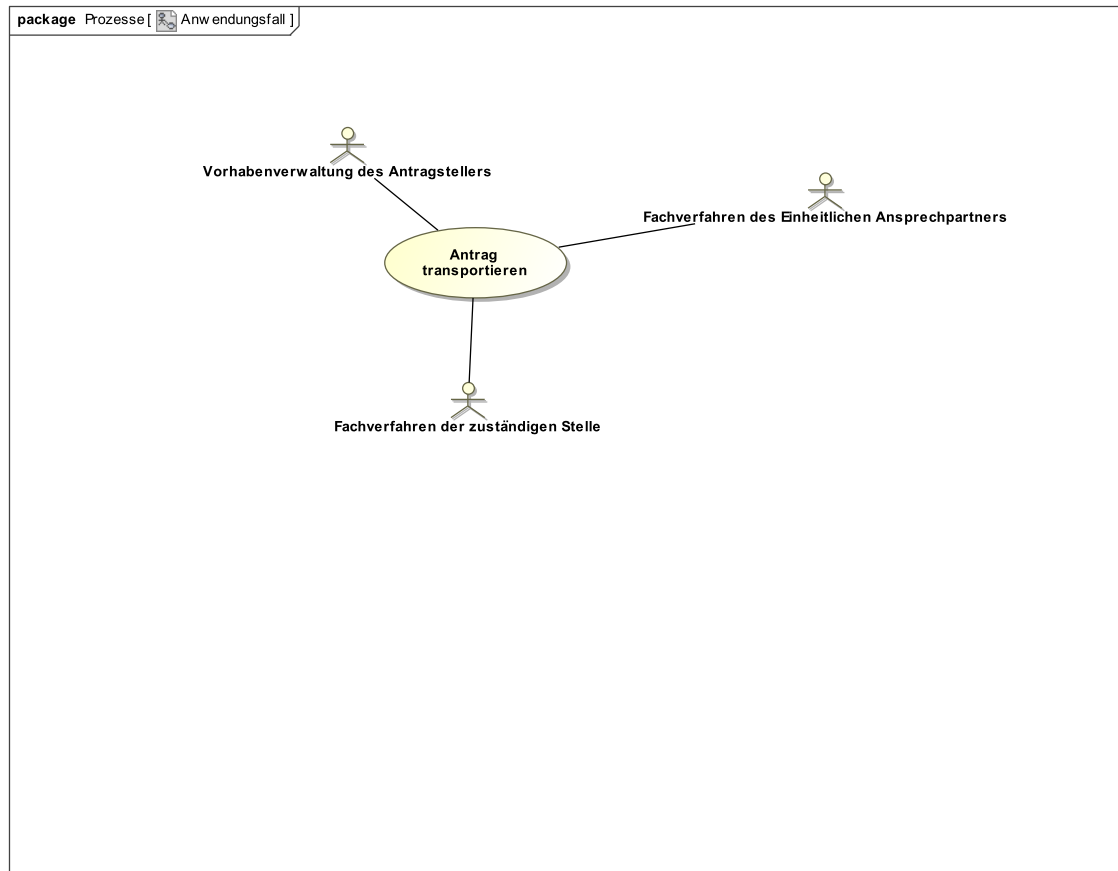 package Prozesse [ Anwendungsfall ]
Vorhabenverwaltung des Antragstellers
Fachverfahren des Einheitlichen Ansprechpartners
Antrag
transportieren
Fachverfahren der zuständigen Stelle